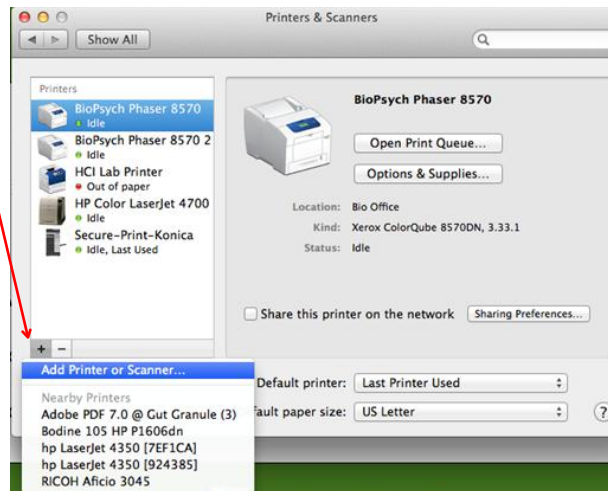 Printers & Scanners
Show All
Printers
BioPsych Phaser 8570
Idle
BioPsych Phaser 8570 2
Idle
HCI Lab Printer
Out of paper
HP Color LaserJet 4700
Idle
Secure-Print-Konica
Idle, Last Used
+ −
BioPsych Phaser 8570
Open Print Queue...
Options & Supplies...
Location: Bio Office
Kind: Xerox ColorQube 8570DN, 3.33.1
Status: Idle
Share this printer on the network Sharing Preferences...
Default printer: Last Printer Used
fault paper size: US Letter ?
Add Printer or Scanner...
Nearby Printers
Adobe PDF 7.0 @ Gut Granule (3)
Bodine 105 HP P1606dn
hp LaserJet 4350 [7EF1CA]
hp LaserJet 4350 [924385]
RICOH Aficio 3045